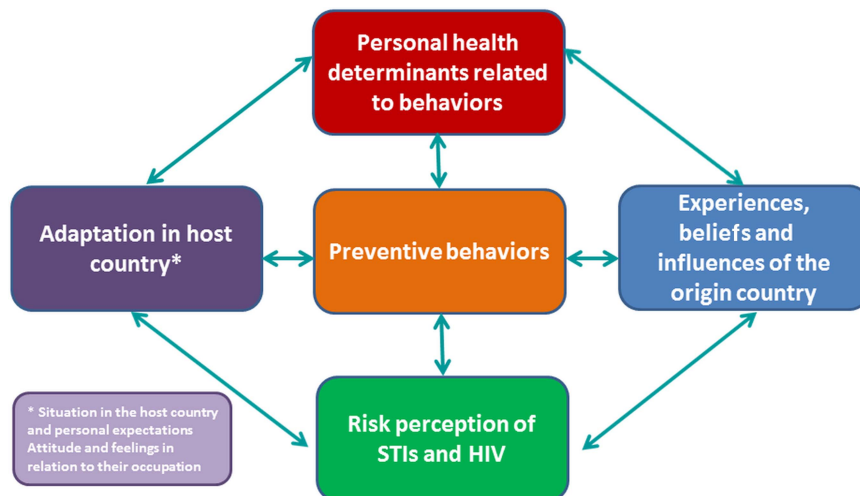 Personal health
determinants related
to behaviors
Adaptation in host
country*
Preventive behaviors
Experiences,
beliefs and
influences of the
origin country
Risk perception of
STIs and HIV
* Situation in the host country
and personal expectations
Attitude and feelings in
relation to their occupation